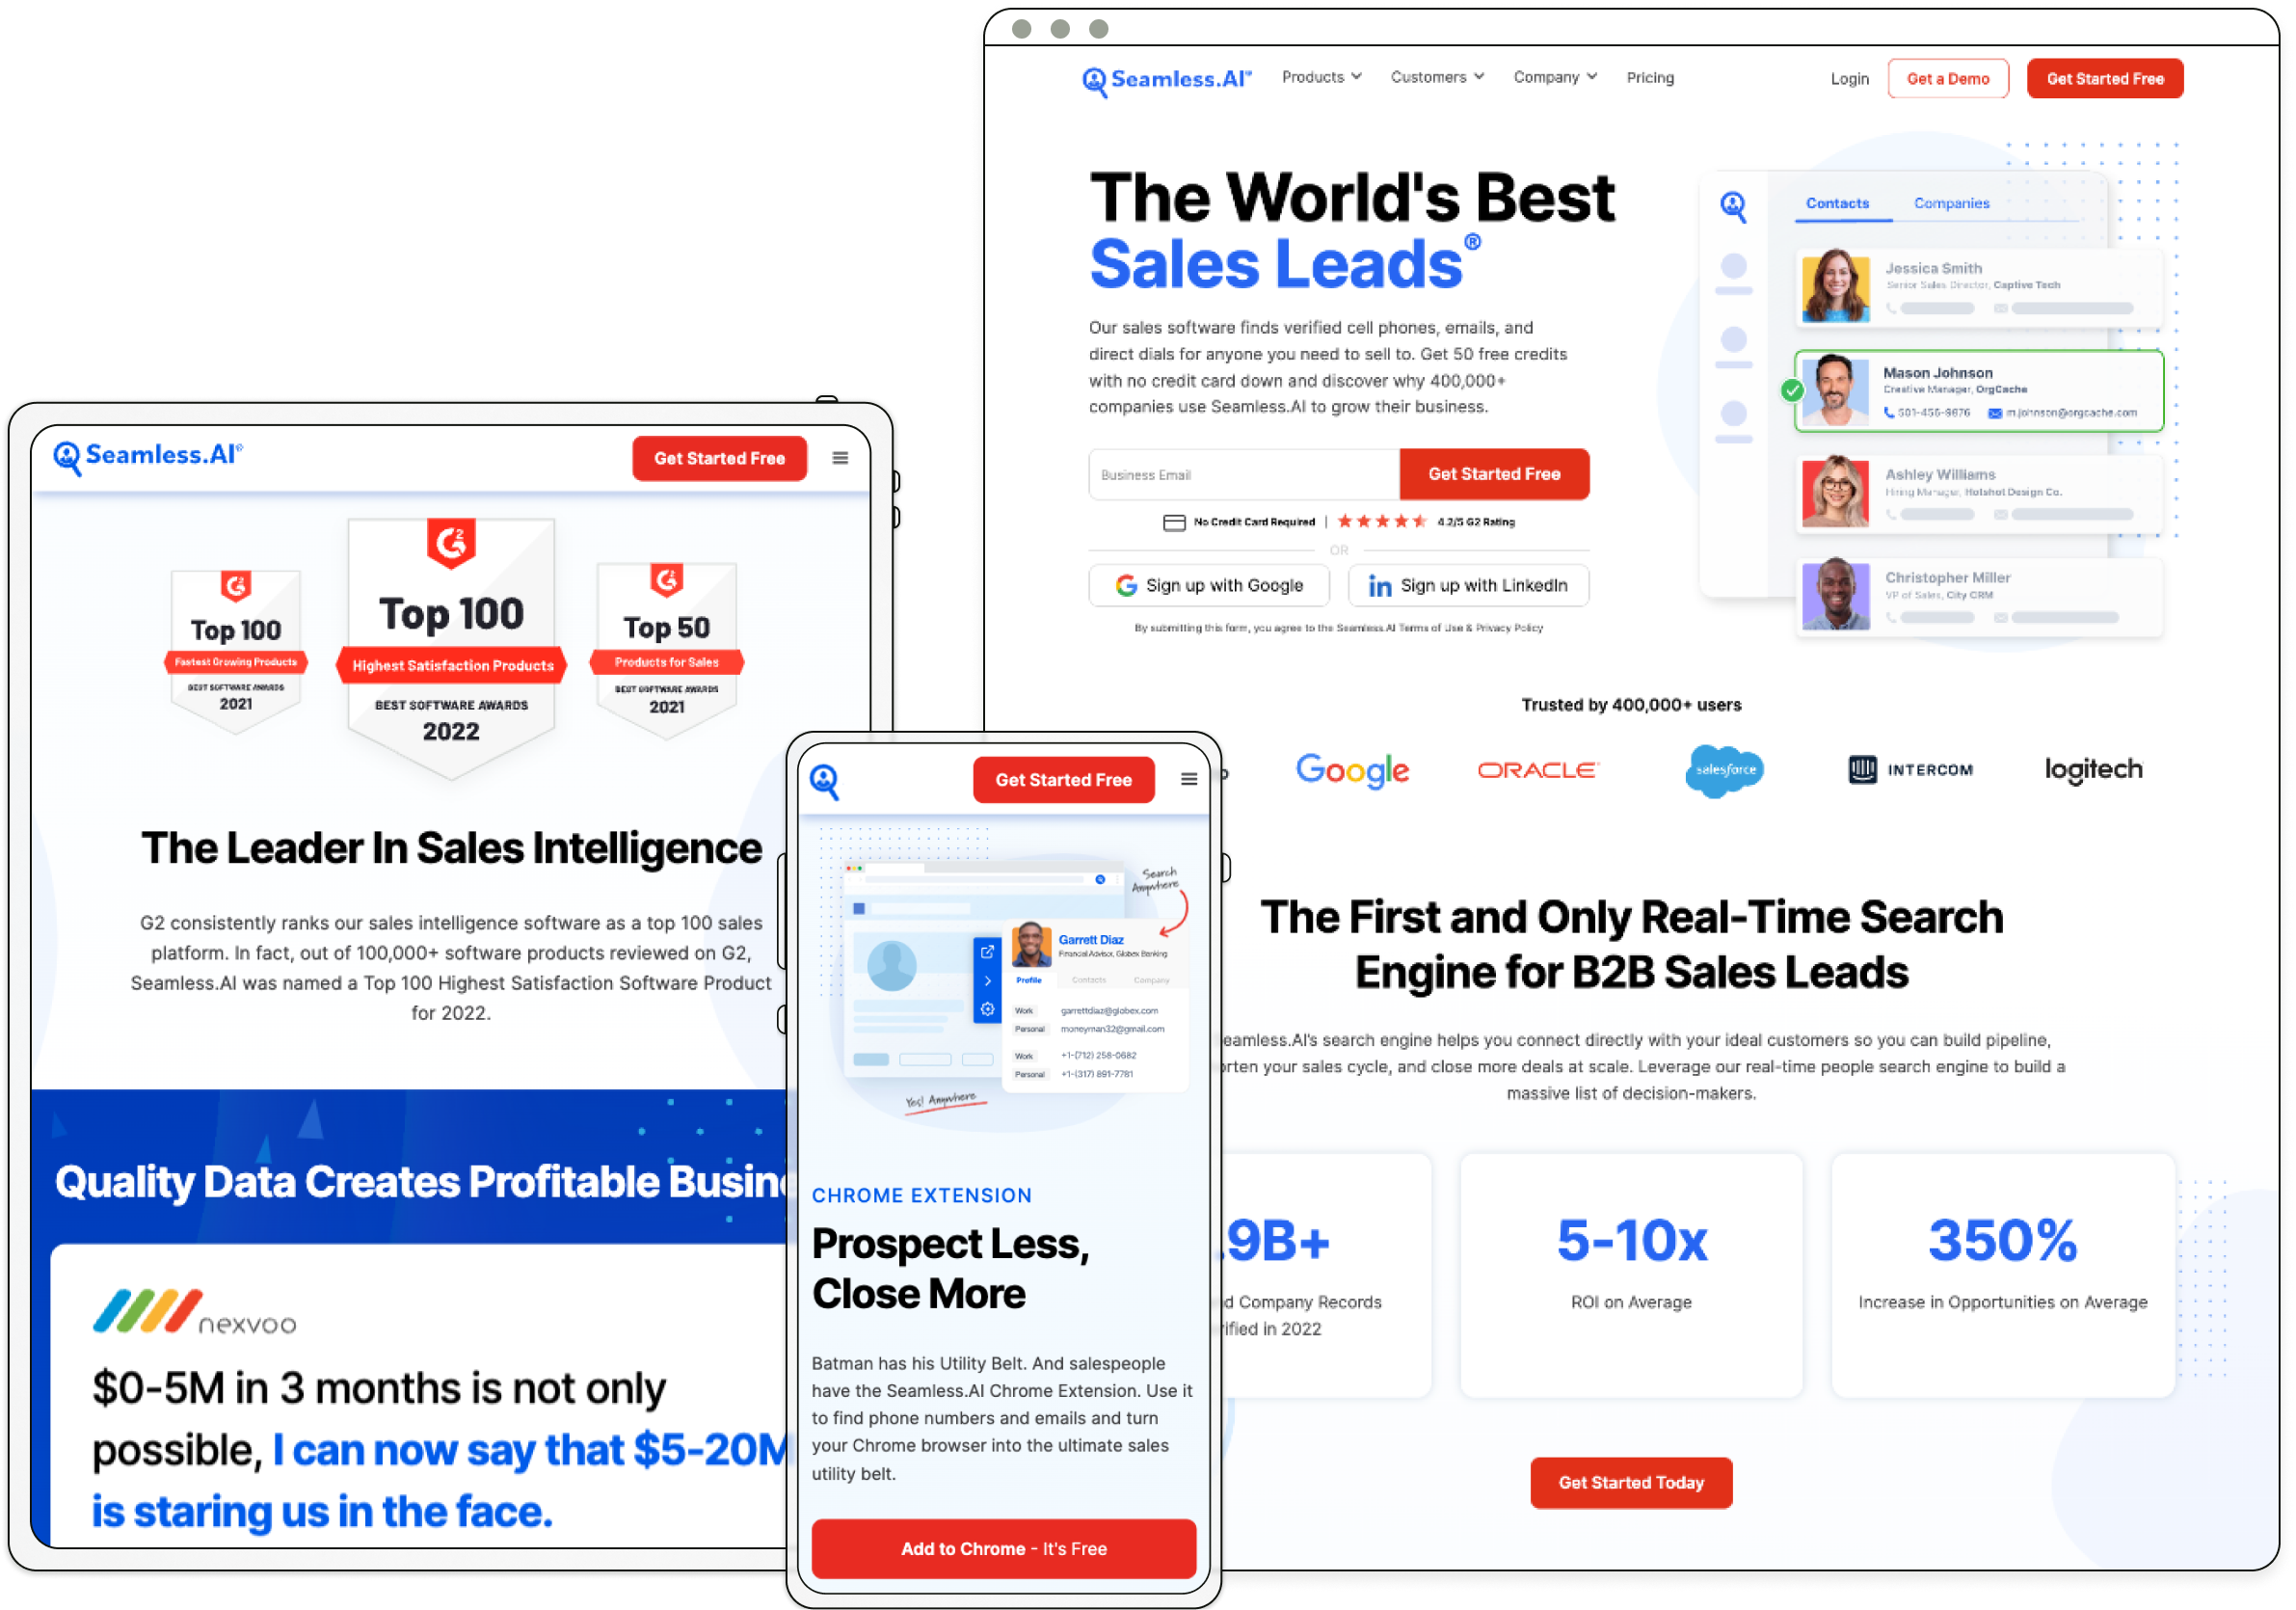 Seamless.AI
Products
Customers
Company
Pricing
Login
Get a Demo
Get Started Free
The World's Best
Sales Leads®
Our sales software finds verified cell phones, emails, and
direct dials for anyone you need to sell to. Get 50 free credits
with no credit card down and discover why 400,000+
companies use Seamless.AI to grow their business.
Business Email
Get Started Free
No Credit Card Required | 4.2/5 G2 Rating
OR
Sign up with Google
Sign up with LinkedIn
By submitting this form, you agree to the Seamless.AI Terms of Use & Privacy Policy
Contacts
Companies
Jessica Smith
Senior Sales Director, Captive Tech
Mason Johnson
Creative Manager, OrgCache
501-456-9876
m.johnson@orgcache.com
Ashley Williams
Hiring Manager, Hotshot Design Co.
Christopher Miller
VP of Sales, City CRM
Trusted by 400,000+ users
Google
ORACLE
salesforce
INTERCOM
logitech
The First and Only Real-Time Search
Engine for B2B Sales Leads
eamless.AI's search engine helps you connect directly with your ideal customers so you can build pipeline,
orten your sales cycle, and close more deals at scale. Leverage our real-time people search engine to build a
massive list of decision-makers.
.9B+
d Company Records
ified in 2022
5-10x
ROI on Average
350%
Increase in Opportunities on Average
Get Started Today
Seamless.AI
Get Started Free
G2
Top 100
Fastest Growing Products
BEST SOFTWARE AWARDS
2021
G2
Top 100
Highest Satisfaction Products
BEST SOFTWARE AWARDS
2022
G2
Top 50
Products for Sales
BEST SOFTWARE AWARDS
2021
The Leader In Sales Intelligence
G2 consistently ranks our sales intelligence software as a top 100 sales
platform. In fact, out of 100,000+ software products reviewed on G2,
Seamless.AI was named a Top 100 Highest Satisfaction Software Product
for 2022.
Quality Data Creates Profitable Busin
nexvoo
$0-5M in 3 months is not only
possible, I can now say that $5-20M
is staring us in the face.
Get Started Free
Search
Anywhere
Garrett Diaz
Financial Advisor, Globex Banking
Profile
Contacts
Company
Work garrettdiaz@globex.com
Personal moneyman32@gmail.com
Work +1-(712) 258-0682
Personal +1-(317) 891-7781
Yes! Anywhere
CHROME EXTENSION
Prospect Less,
Close More
Batman has his Utility Belt. And salespeople
have the Seamless.AI Chrome Extension. Use it
to find phone numbers and emails and turn
your Chrome browser into the ultimate sales
utility belt.
Add to Chrome - It's Free